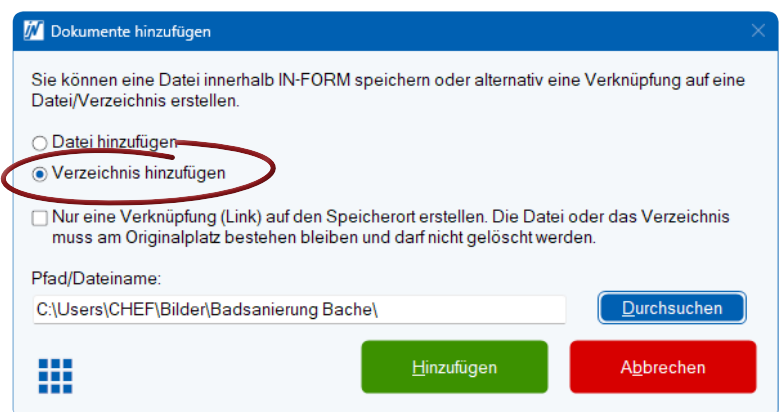 Dokumente hinzufügen
Sie können eine Datei innerhalb IN-FORM speichern oder alternativ eine Verknüpfung auf eine
Datei/Verzeichnis erstellen.
Datei hinzufügen
Verzeichnis hinzufügen
Nur eine Verknüpfung (Link) auf den Speicherort erstellen. Die Datei oder das Verzeichnis
muss am Originalplatz bestehen bleiben und darf nicht gelöscht werden.
Pfad/Dateiname:
C:\Users\CHEF\Bilder\Badsanierung Bache\
Durchsuchen
Hinzufügen
Abbrechen